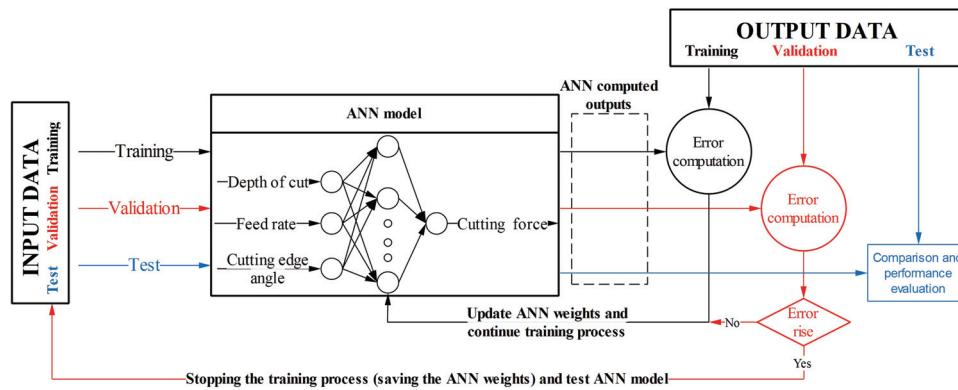 OUTPUT DATA
Training Validation Test
ANN computed
outputs
ANN model
INPUT DATA
Test Validation Training
Training
Validation
Test
Depth of cut
Feed rate
Cutting edge
angle
Cutting force
Error
computation
Error
computation
Comparison and
performance
evaluation
Update ANN weights and
continue training process
No
Error
rise
Yes
Stopping the training process (saving the ANN weights) and test ANN model